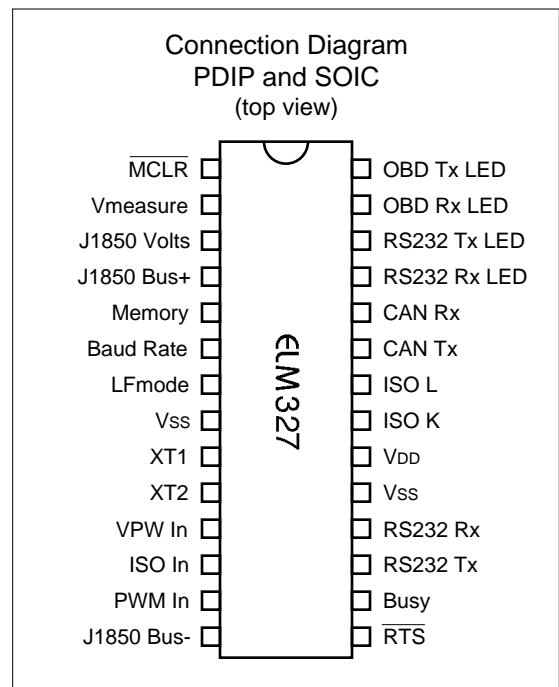 Connection Diagram
PDIP and SOIC
(top view)
MCLR OBD Tx LED
Vmeasure OBD Rx LED
J1850 Volts RS232 Tx LED
J1850 Bus+ RS232 Rx LED
Memory CAN Rx
Baud Rate CAN Tx
LFmode ISO L
VSS ISO K
XT1 VDD
XT2 VSS
VPW In RS232 Rx
ISO In RS232 Tx
PWM In Busy
J1850 Bus- RTS
ELM327